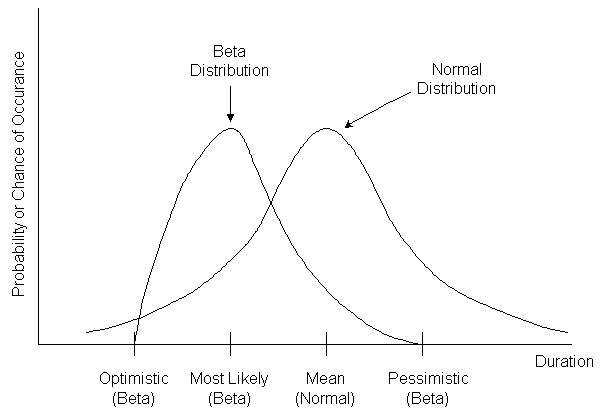 Beta
Distribution
Normal
Distribution
Probability or Chance of Occurance
Duration
Optimistic
(Beta)
Most Likely
(Beta)
Mean
(Normal)
Pessimistic
(Beta)